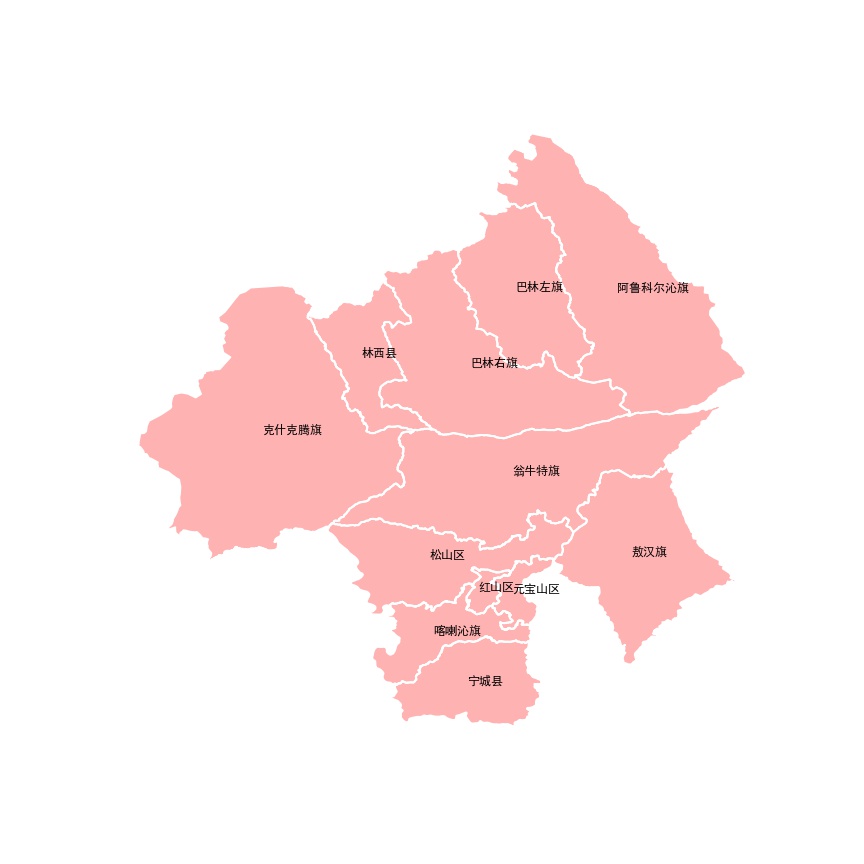 巴林左旗
阿鲁科尔沁旗
林西县
巴林右旗
克什克腾旗
翁牛特旗
敖汉旗
松山区
红山区
元宝山区
喀喇沁旗
宁城县